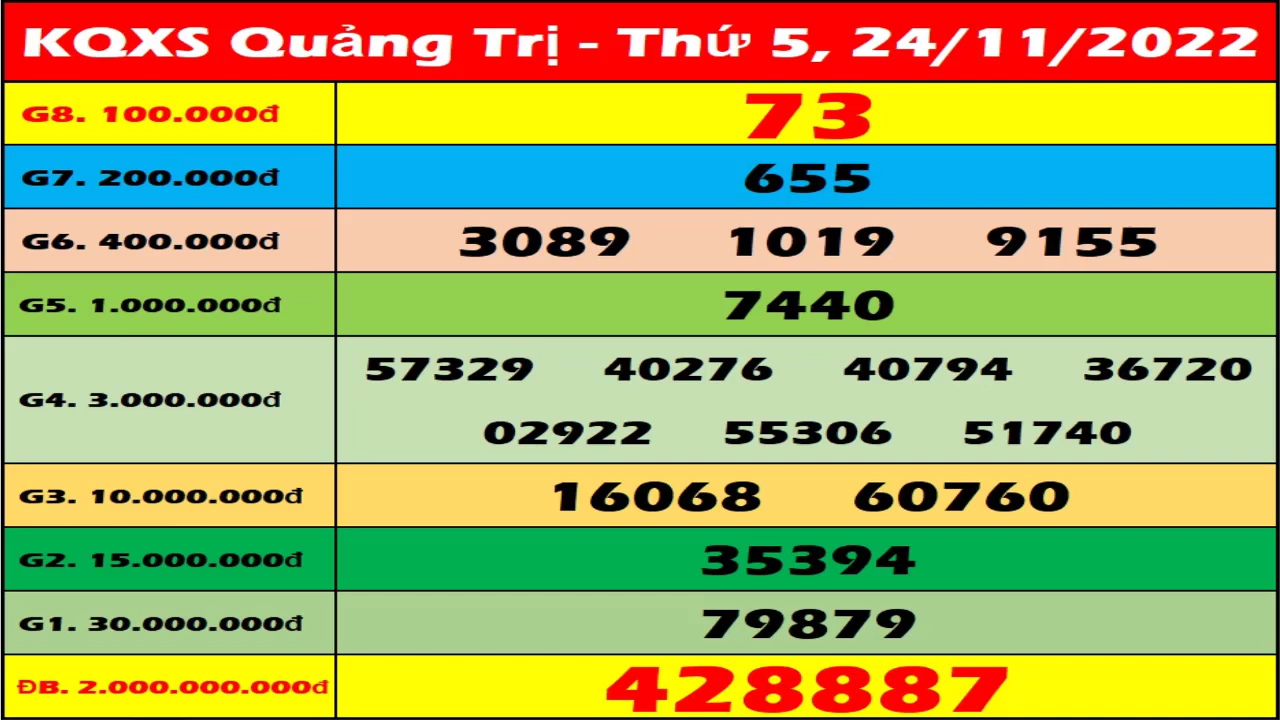 KQXS Quảng Trị - Thứ 5, 24/11/2022
G8. 100.000đ 73
G7. 200.000đ 655
G6. 400.000đ 3089 1019 9155
G5. 1.000.000đ 7440
G4. 3.000.000đ 57329 40276 40794 36720
02922 55306 51740
G3. 10.000.000đ 16068 60760
G2. 15.000.000đ 35394
G1. 30.000.000đ 79879
ĐB. 2.000.000.000đ 428887